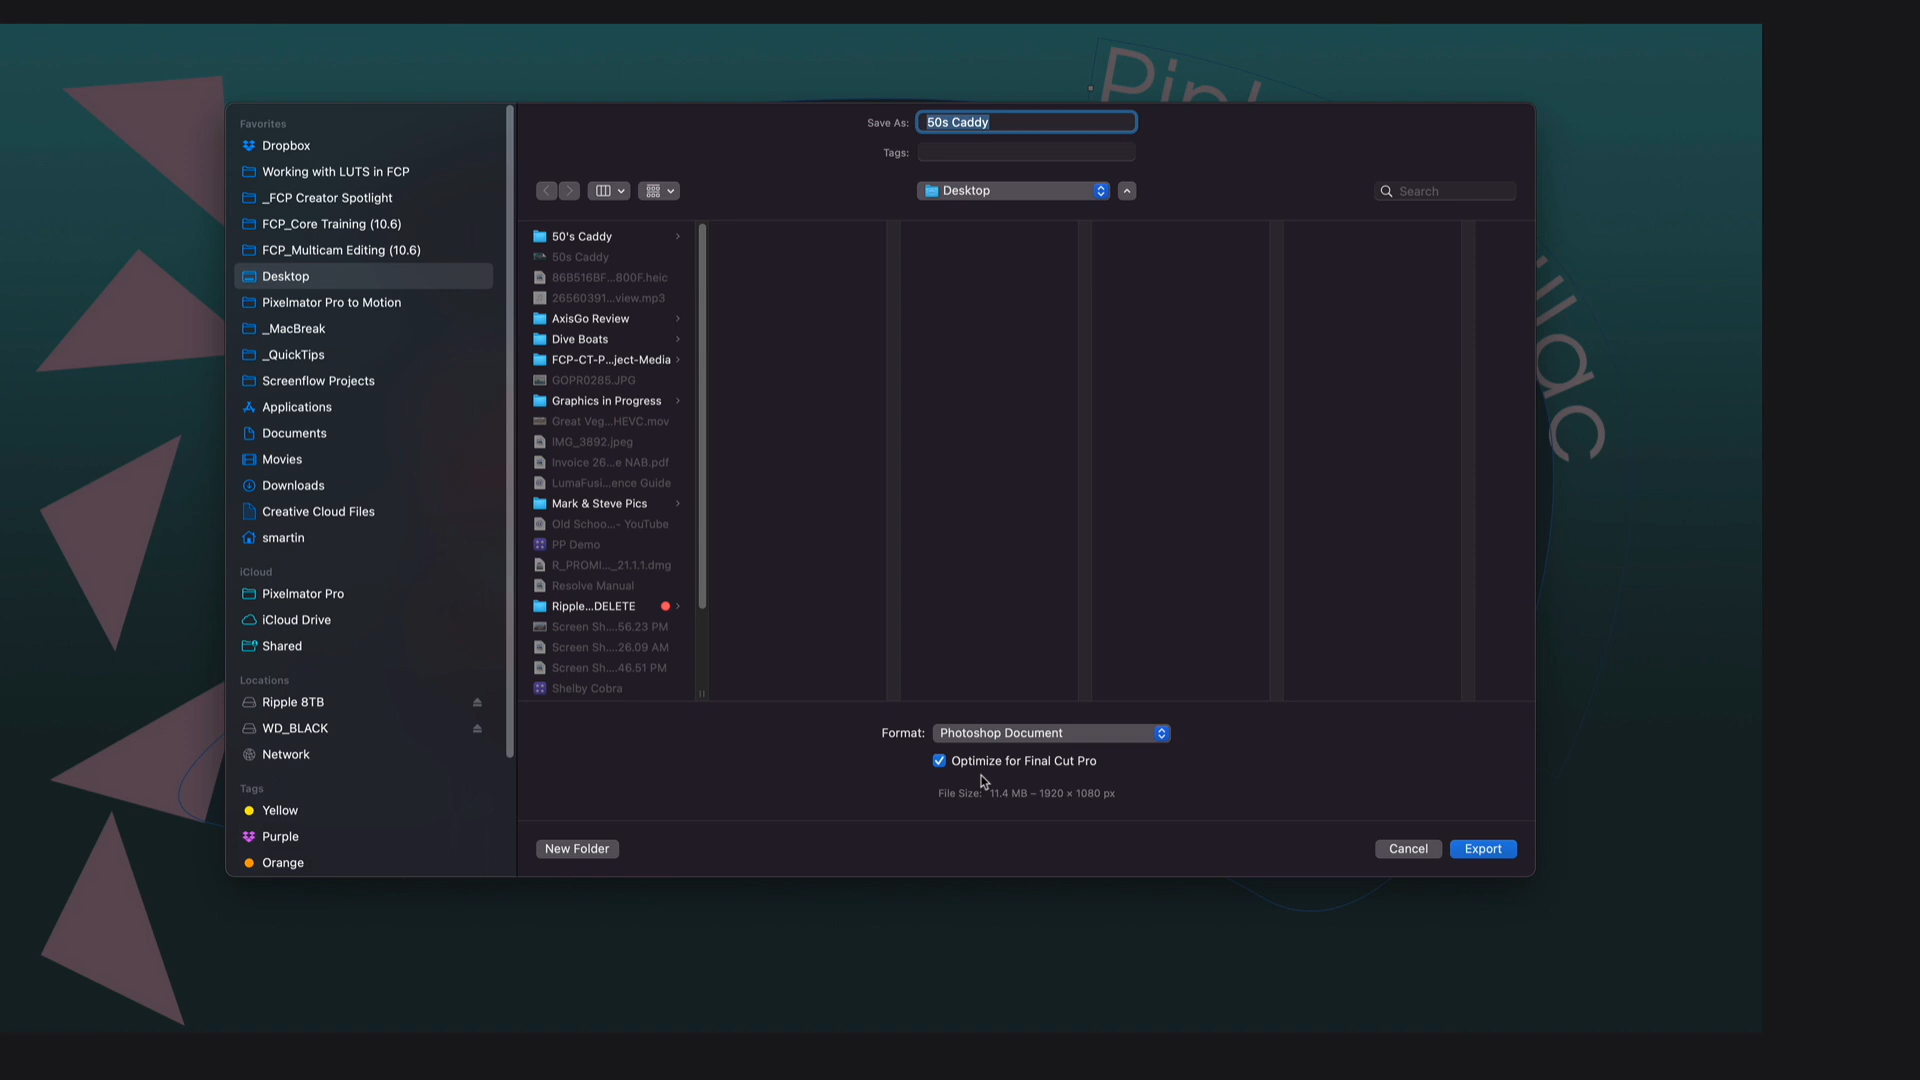 Save As: 50s Caddy
Tags:
Desktop
Search
Favorites
Dropbox
Working with LUTS in FCP
_FCP Creator Spotlight
FCP_Core Training (10.6)
FCP_Multicam Editing (10.6)
Desktop
Pixelmator Pro to Motion
_MacBreak
_QuickTips
Screenflow Projects
Applications
Documents
Movies
Downloads
Creative Cloud Files
smartin
iCloud
Pixelmator Pro
iCloud Drive
Shared
Locations
Ripple 8TB
WD_BLACK
Network
Tags
Yellow
Purple
Orange
50's Caddy
50s Caddy
86B516BF...800F.heic
26560391...view.mp3
AxisGo Review
Dive Boats
FCP-CT-P...ject-Media
GOPR0285.JPG
Graphics in Progress
Great Veg...HEVC.mov
IMG_3892.jpeg
Invoice 26...e NAB.pdf
LumaFusi...ence Guide
Mark & Steve Pics
Old Schoo...- YouTube
PP Demo
R_PROMI..._21.1.1.dmg
Resolve Manual
Ripple...DELETE
Screen Sh....56.23 PM
Screen Sh....26.09 AM
Screen Sh....46.51 PM
Shelby Cobra
Format: Photoshop Document
Optimize for Final Cut Pro
File Size: 11.4 MB – 1920 × 1080 px
New Folder
Cancel
Export